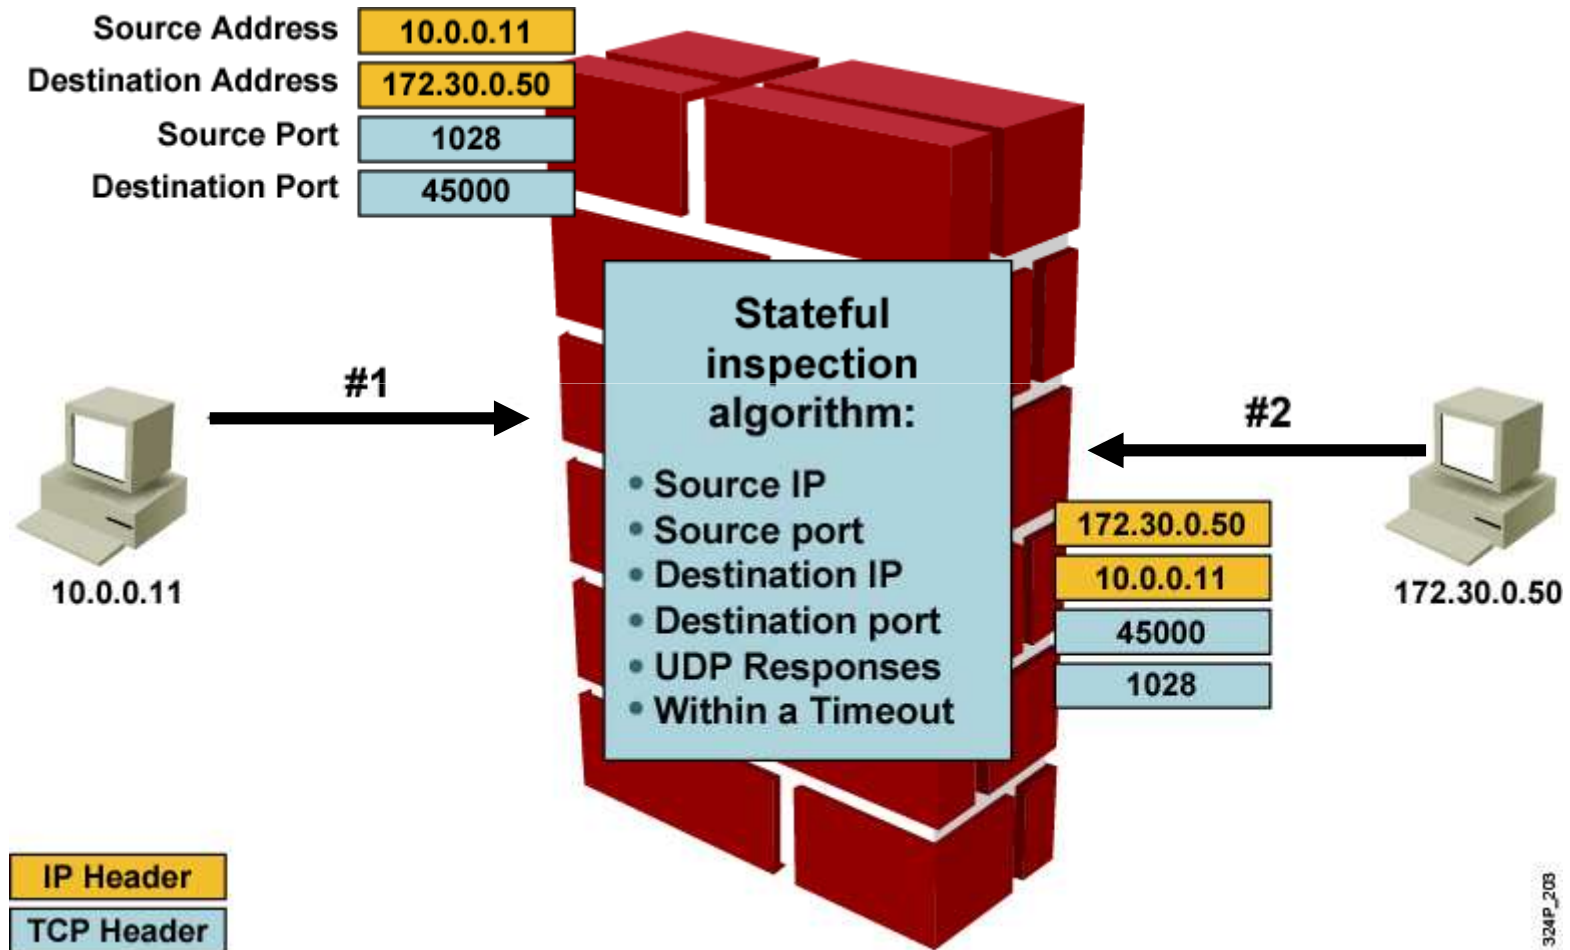 Source Address 10.0.0.11
Destination Address 172.30.0.50
Source Port 1028
Destination Port 45000
Stateful
inspection
algorithm:
• Source IP
• Source port
• Destination IP
• Destination port
• UDP Responses
• Within a Timeout
#1
10.0.0.11
#2
172.30.0.50
10.0.0.11
45000
1028
172.30.0.50
IP Header
TCP Header
324P_203